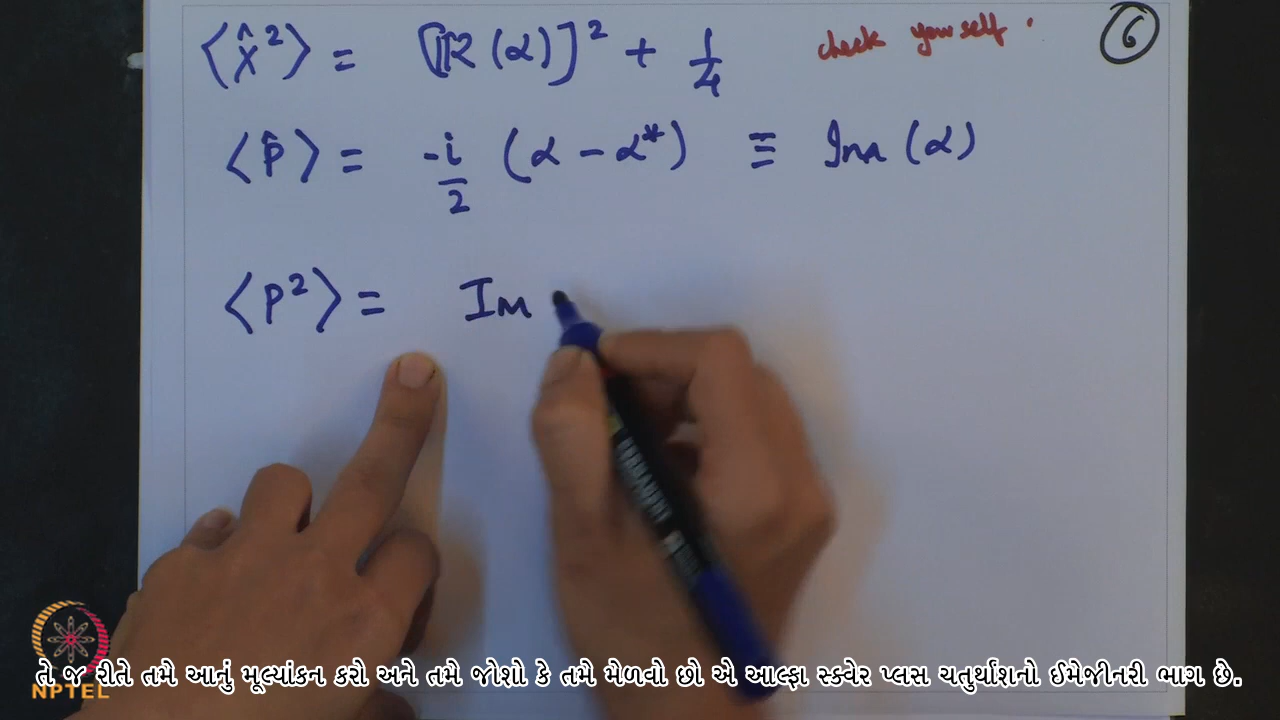 ⟨X̂²⟩ = [ℝ(α)]² + 1/4 check yourself. 6
⟨P̂⟩ = -i/2 (α - α*) ≡ Im (α)
⟨P²⟩ = Im
તે જ રીતે તમે આનું મૂલ્યાંકન કરો અને તમે જોશો કે તમે મેળવો છો એ આલ્ફા સ્ક્વેર પ્લસ ચતુર્થાંશનો ઈમેજીનરી ભાગ છે.
NPTEL